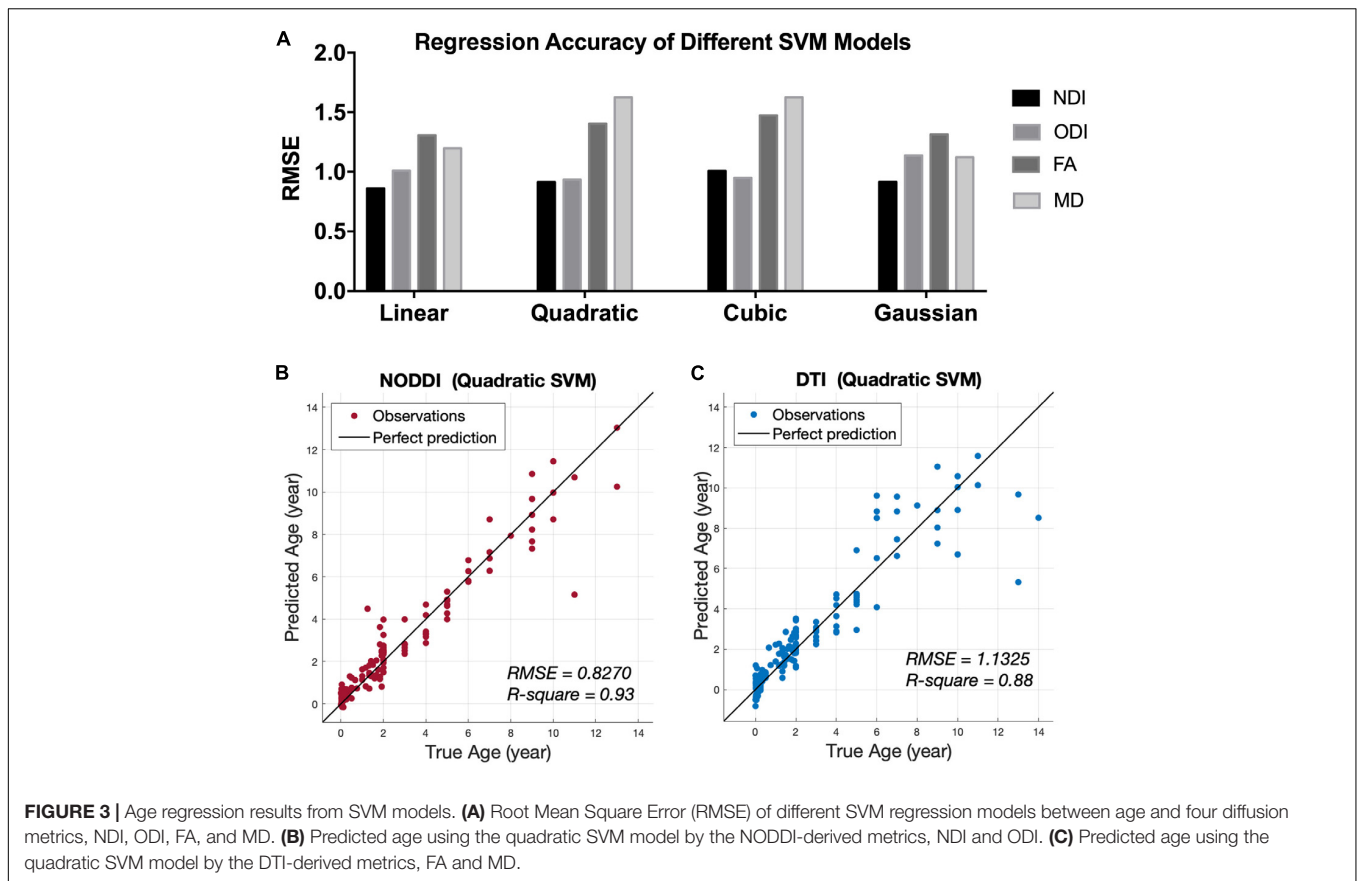 A
Regression Accuracy of Different SVM Models
2.0
1.5
1.0
0.5
0.0
RMSE
Linear Quadratic Cubic Gaussian
NDI
ODI
FA
MD
B
NODDI (Quadratic SVM)
Observations
Perfect prediction
14
12
10
8
6
4
2
0
Predicted Age (year)
RMSE = 0.8270
R-square = 0.93
0 2 4 6 8 10 12 14
True Age (year)
C
DTI (Quadratic SVM)
Observations
Perfect prediction
14
12
10
8
6
4
2
0
Predicted Age (year)
RMSE = 1.1325
R-square = 0.88
0 2 4 6 8 10 12 14
True Age (year)
FIGURE 3 | Age regression results from SVM models. (A) Root Mean Square Error (RMSE) of different SVM regression models between age and four diffusion
metrics, NDI, ODI, FA, and MD. (B) Predicted age using the quadratic SVM model by the NODDI-derived metrics, NDI and ODI. (C) Predicted age using the
quadratic SVM model by the DTI-derived metrics, FA and MD.